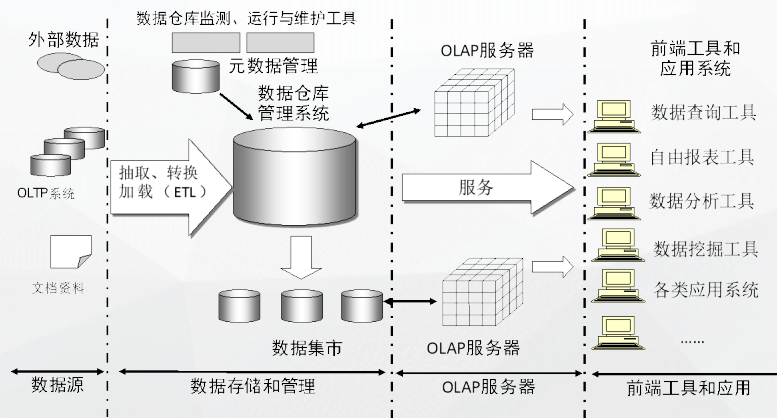 数据仓库监测、运行与维护工具
外部数据
元数据管理
数据仓库
管理系统
OLAP服务器
前端工具和
应用系统
OLTP系统
抽取、转换
加载（ETL）
服务
数据查询工具
自由报表工具
数据分析工具
数据挖掘工具
各类应用系统
......
文档资料
数据集市
OLAP服务器
数据源
数据存储和管理
OLAP服务器
前端工具和应用